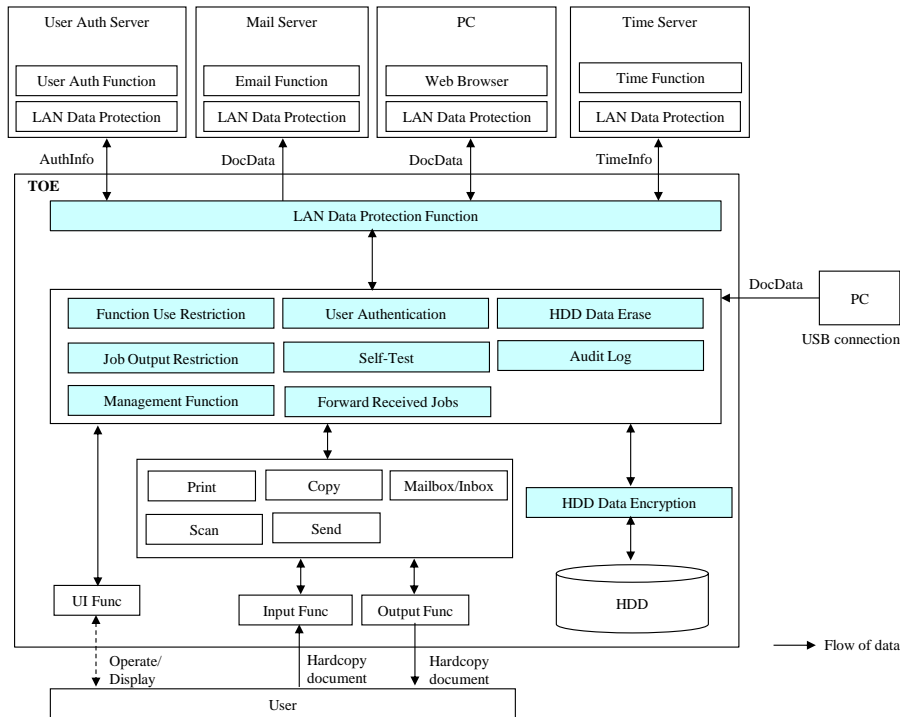 User Auth Server
Mail Server
PC
Time Server
User Auth Function
Email Function
Web Browser
Time Function
LAN Data Protection
LAN Data Protection
LAN Data Protection
LAN Data Protection
AuthInfo
DocData
DocData
TimeInfo
TOE
LAN Data Protection Function
DocData
PC
USB connection
Function Use Restriction
User Authentication
HDD Data Erase
Job Output Restriction
Self-Test
Audit Log
Management Function
Forward Received Jobs
Print
Copy
Mailbox/Inbox
Scan
Send
HDD Data Encryption
HDD
UI Func
Input Func
Output Func
Flow of data
Operate/
Display
Hardcopy
document
Hardcopy
document
User